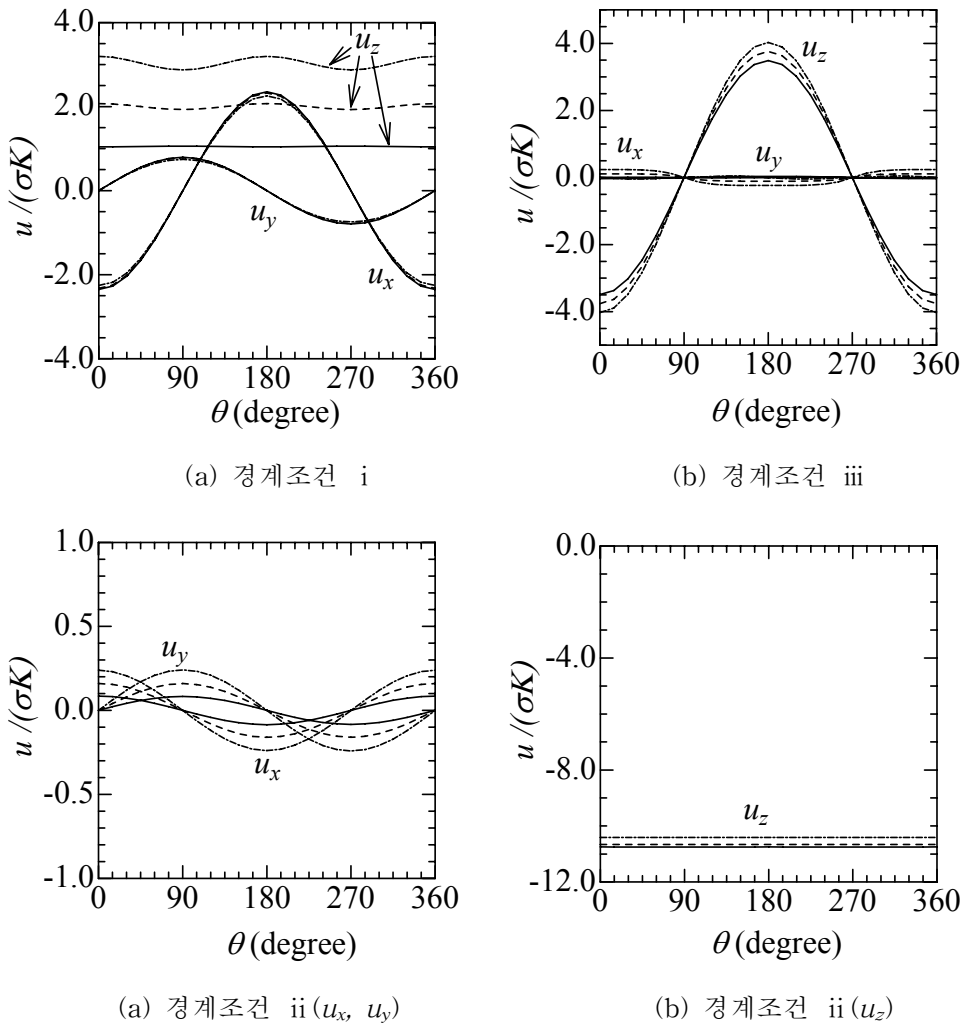 4.0
2.0
0.0
-2.0
-4.0
u /(σK)
u_z
u_y
u_x
0 90 180 270 360
θ (degree)
(a) 경계조건 ⅰ
4.0
2.0
0.0
-2.0
-4.0
u /(σK)
u_z
u_x
u_y
0 90 180 270 360
θ (degree)
(b) 경계조건 ⅲ
1.0
0.5
0.0
-0.5
-1.0
u /(σK)
u_y
u_x
0 90 180 270 360
θ (degree)
(a) 경계조건 ⅱ(u_x, u_y)
0.0
-4.0
-8.0
-12.0
u /(σK)
u_z
0 90 180 270 360
θ (degree)
(b) 경계조건 ⅱ(u_z)